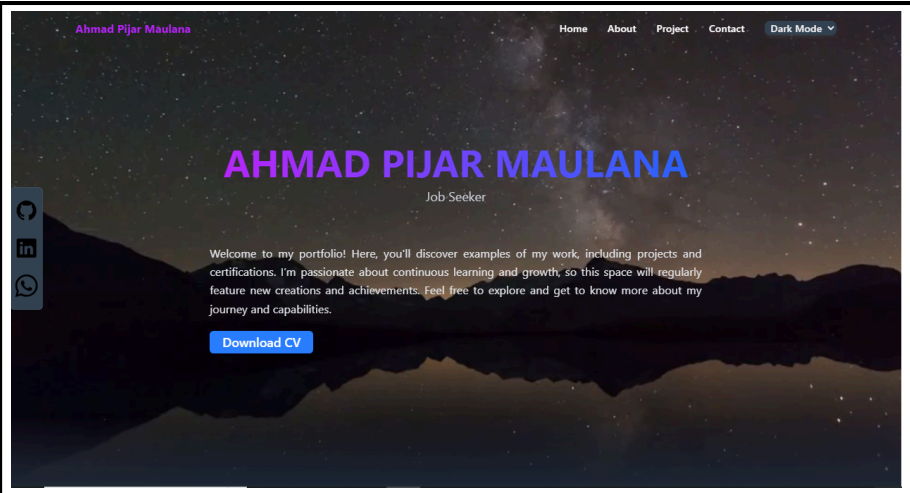 Ahmad Pijar Maulana
Home About Project Contact Dark Mode
AHMAD PIJAR MAULANA
Job Seeker
Welcome to my portfolio! Here, you'll discover examples of my work, including projects and
certifications. I'm passionate about continuous learning and growth, so this space will regularly
feature new creations and achievements. Feel free to explore and get to know more about my
journey and capabilities.
in
Download CV